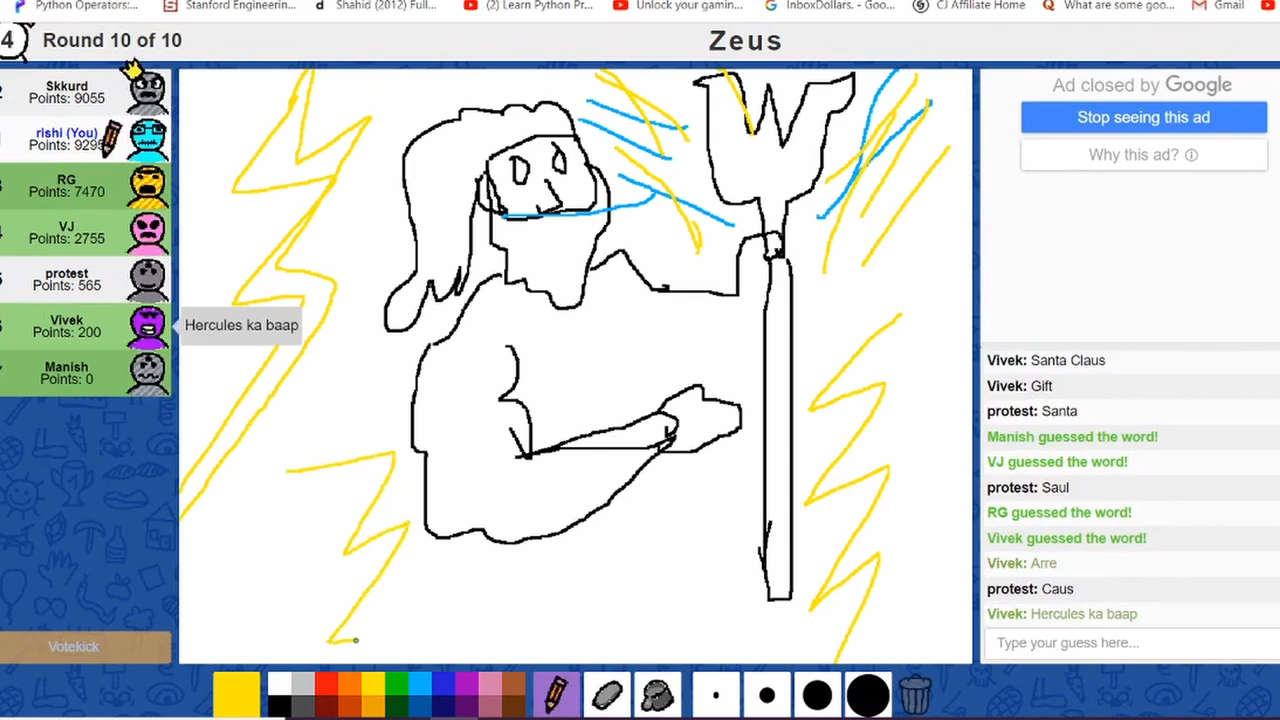 Python Operators:...
Stanford Engineerin...
d
Shahid (2012) Full...
(2) Learn Python Pr...
Unlock your gamin...
InboxDollars. - Goo...
CJ Affiliate Home
What are some goo...
Gmail
4
Round 10 of 10
Zeus
Skkurd
Points: 9055
rishi (You)
Points: 9295
RG
Points: 7470
VJ
Points: 2755
protest
Points: 565
Vivek
Points: 200
Manish
Points: 0
Hercules ka baap
Votekick
Ad closed by Google
Stop seeing this ad
Why this ad?
Vivek: Santa Claus
Vivek: Gift
protest: Santa
Manish guessed the word!
VJ guessed the word!
protest: Saul
RG guessed the word!
Vivek guessed the word!
Vivek: Arre
protest: Caus
Vivek: Hercules ka baap
Type your guess here...